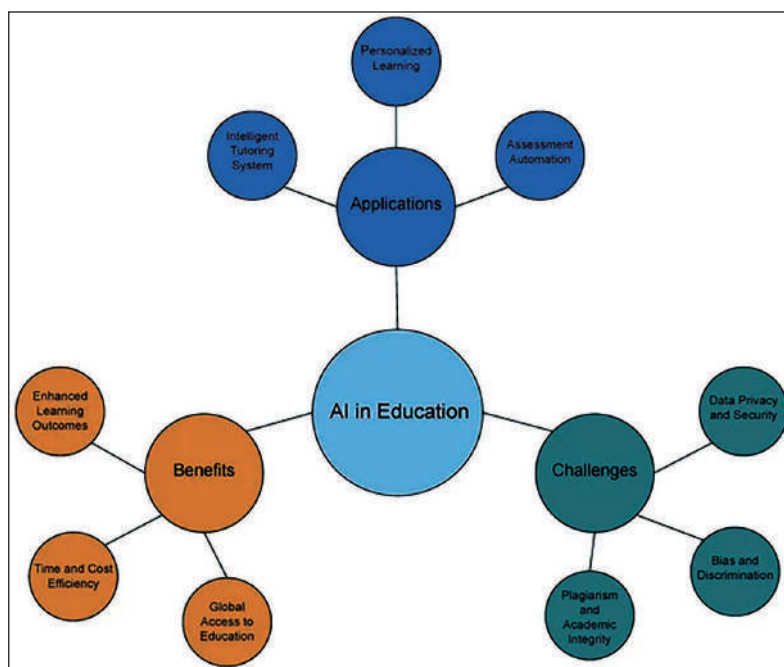 Personalized
Learning
Intelligent
Tutoring
System
Assessment
Automation
Applications
AI in Education
Enhanced
Learning
Outcomes
Benefits
Time and Cost
Efficiency
Global
Access to
Education
Data Privacy
and Security
Challenges
Bias and
Discrimination
Plagiarism
and
Academic
Integrity